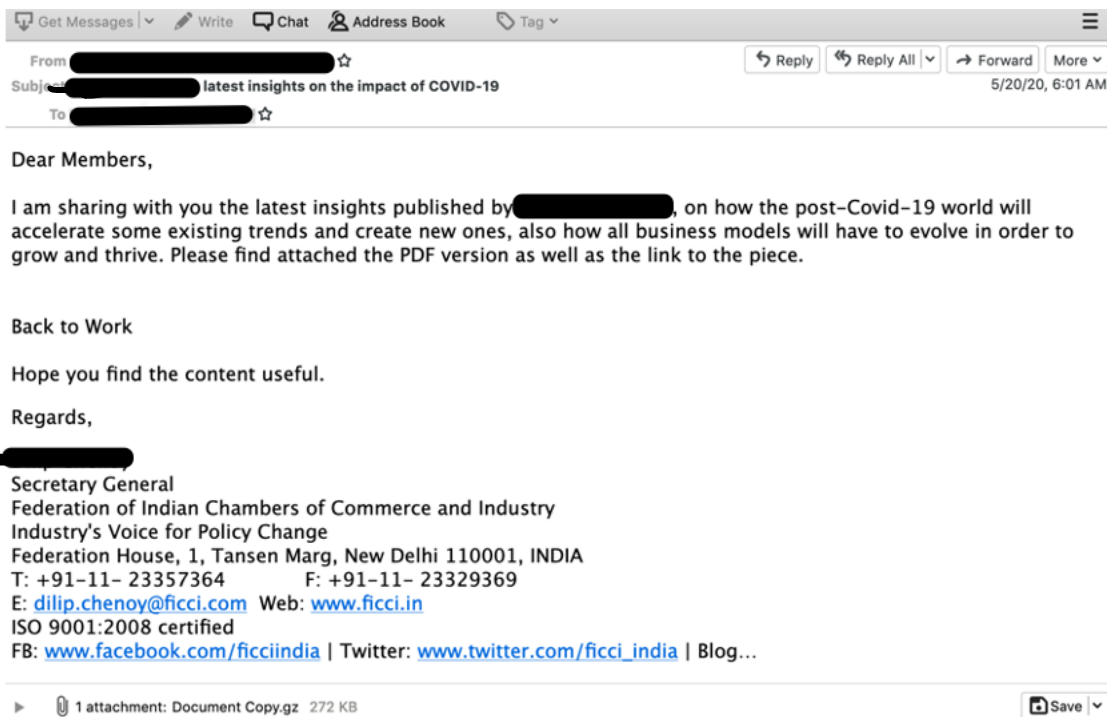 Get Messages Write Chat Address Book Tag
From
Reply Reply All Forward More
latest insights on the impact of COVID-19
5/20/20, 6:01 AM
To
Dear Members,
I am sharing with you the latest insights published by , on how the post-Covid-19 world will
accelerate some existing trends and create new ones, also how all business models will have to evolve in order to
grow and thrive. Please find attached the PDF version as well as the link to the piece.
Back to Work
Hope you find the content useful.
Regards,
Secretary General
Federation of Indian Chambers of Commerce and Industry
Industry's Voice for Policy Change
Federation House, 1, Tansen Marg, New Delhi 110001, INDIA
T: +91-11- 23357364 F: +91-11- 23329369
E: dilip.chenoy@ficci.com Web: www.ficci.in
ISO 9001:2008 certified
FB: www.facebook.com/ficciindia | Twitter: www.twitter.com/ficci_india | Blog...
1 attachment: Document Copy.gz 272 KB
Save